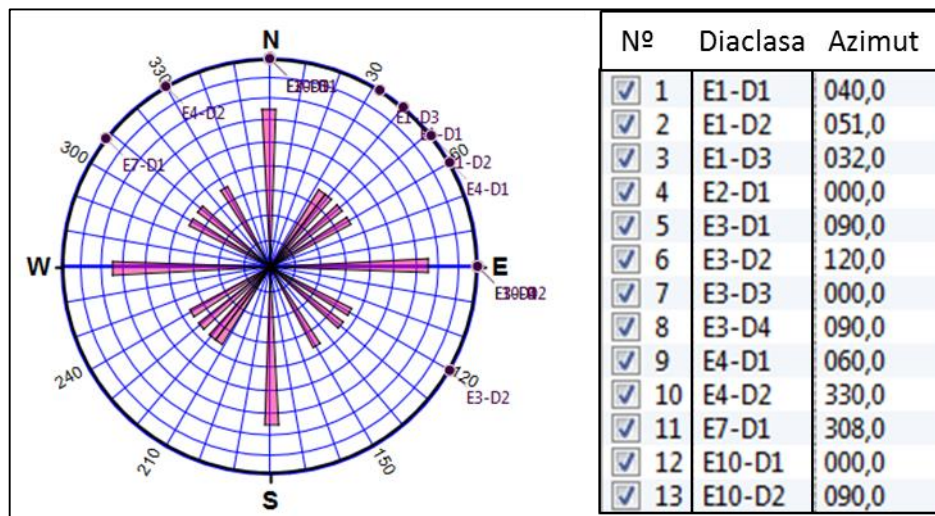 N
30
E1-D3
E1-D2
60
E4-D1
E
E3-D2
120
150
S
210
240
W
E7-D1
300
E4-D2
330
Nº Diaclasa Azimut
1 E1-D1 040,0
2 E1-D2 051,0
3 E1-D3 032,0
4 E2-D1 000,0
5 E3-D1 090,0
6 E3-D2 120,0
7 E3-D3 000,0
8 E3-D4 090,0
9 E4-D1 060,0
10 E4-D2 330,0
11 E7-D1 308,0
12 E10-D1 000,0
13 E10-D2 090,0